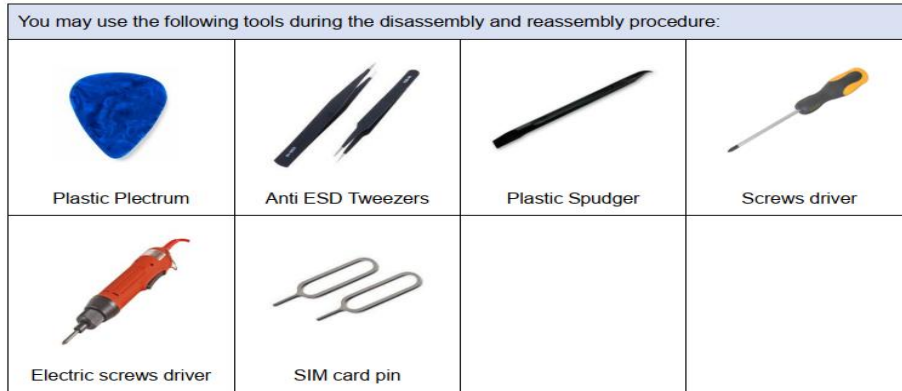 You may use the following tools during the disassembly and reassembly procedure:
Plastic Plectrum
Anti ESD Tweezers
Plastic Spudger
Screws driver
Electric screws driver
SIM card pin